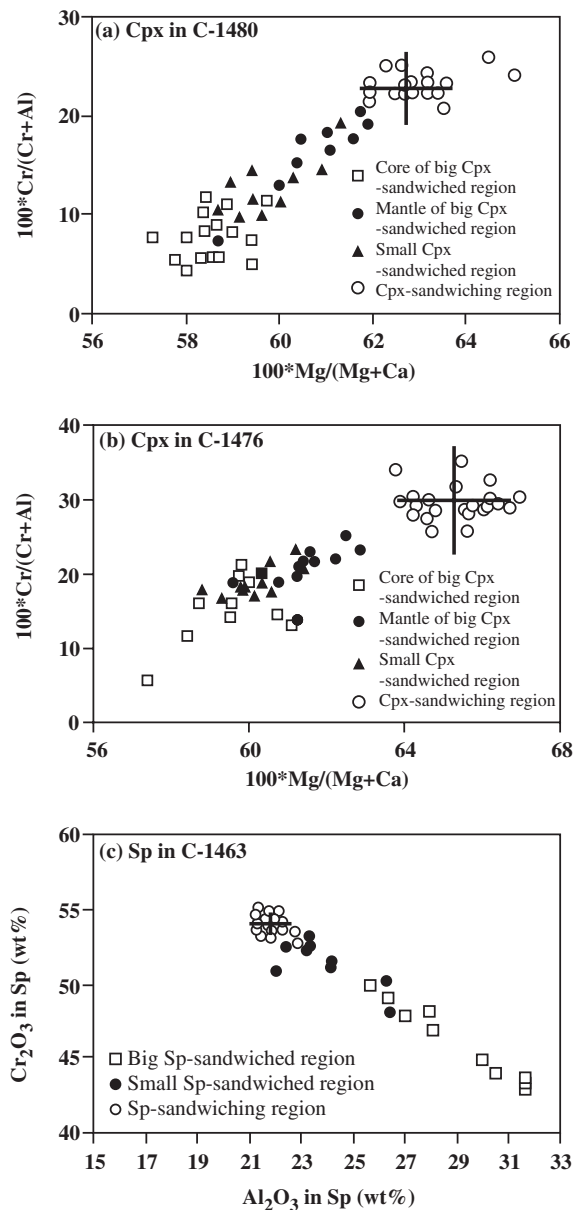 (a) Cpx in C-1480
100*Cr/(Cr+Al)
30
20
10
0
Core of big Cpx
-sandwiched region
Mantle of big Cpx
-sandwiched region
Small Cpx
-sandwiched region
Cpx-sandwiching region
56 58 60 62 64 66
100*Mg/(Mg+Ca)
(b) Cpx in C-1476
100*Cr/(Cr+Al)
40
30
20
10
0
Core of big Cpx
-sandwiched region
Mantle of big Cpx
-sandwiched region
Small Cpx
-sandwiched region
Cpx-sandwiching region
56 60 64 68
100*Mg/(Mg+Ca)
(c) Sp in C-1463
Cr₂O₃ in Sp (wt%)
60
55
50
45
40
Big Sp-sandwiched region
Small Sp-sandwiched region
Sp-sandwiching region
15 17 19 21 23 25 27 29 31 33
Al₂O₃ in Sp (wt%)